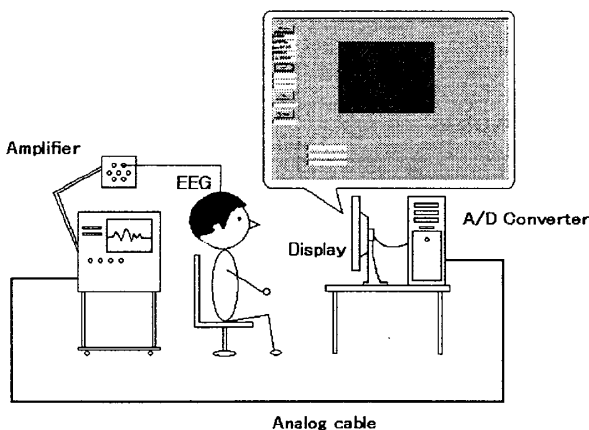 Amplifier
EEG
A/D Converter
Display
Analog cable